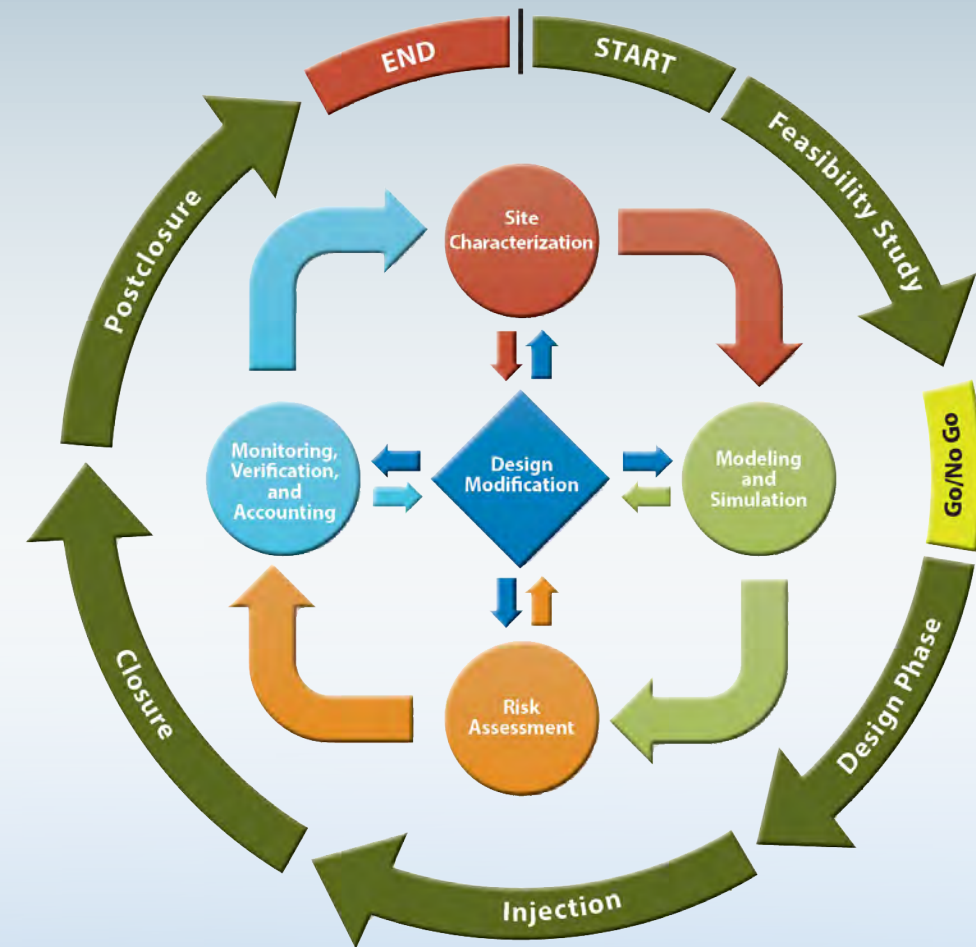 END
START
Feasibility Study
Go/No Go
Design Phase
Injection
Closure
Postclosure
Site
Characterization
Modeling
and
Simulation
Risk
Assessment
Monitoring,
Verification,
and
Accounting
Design
Modification